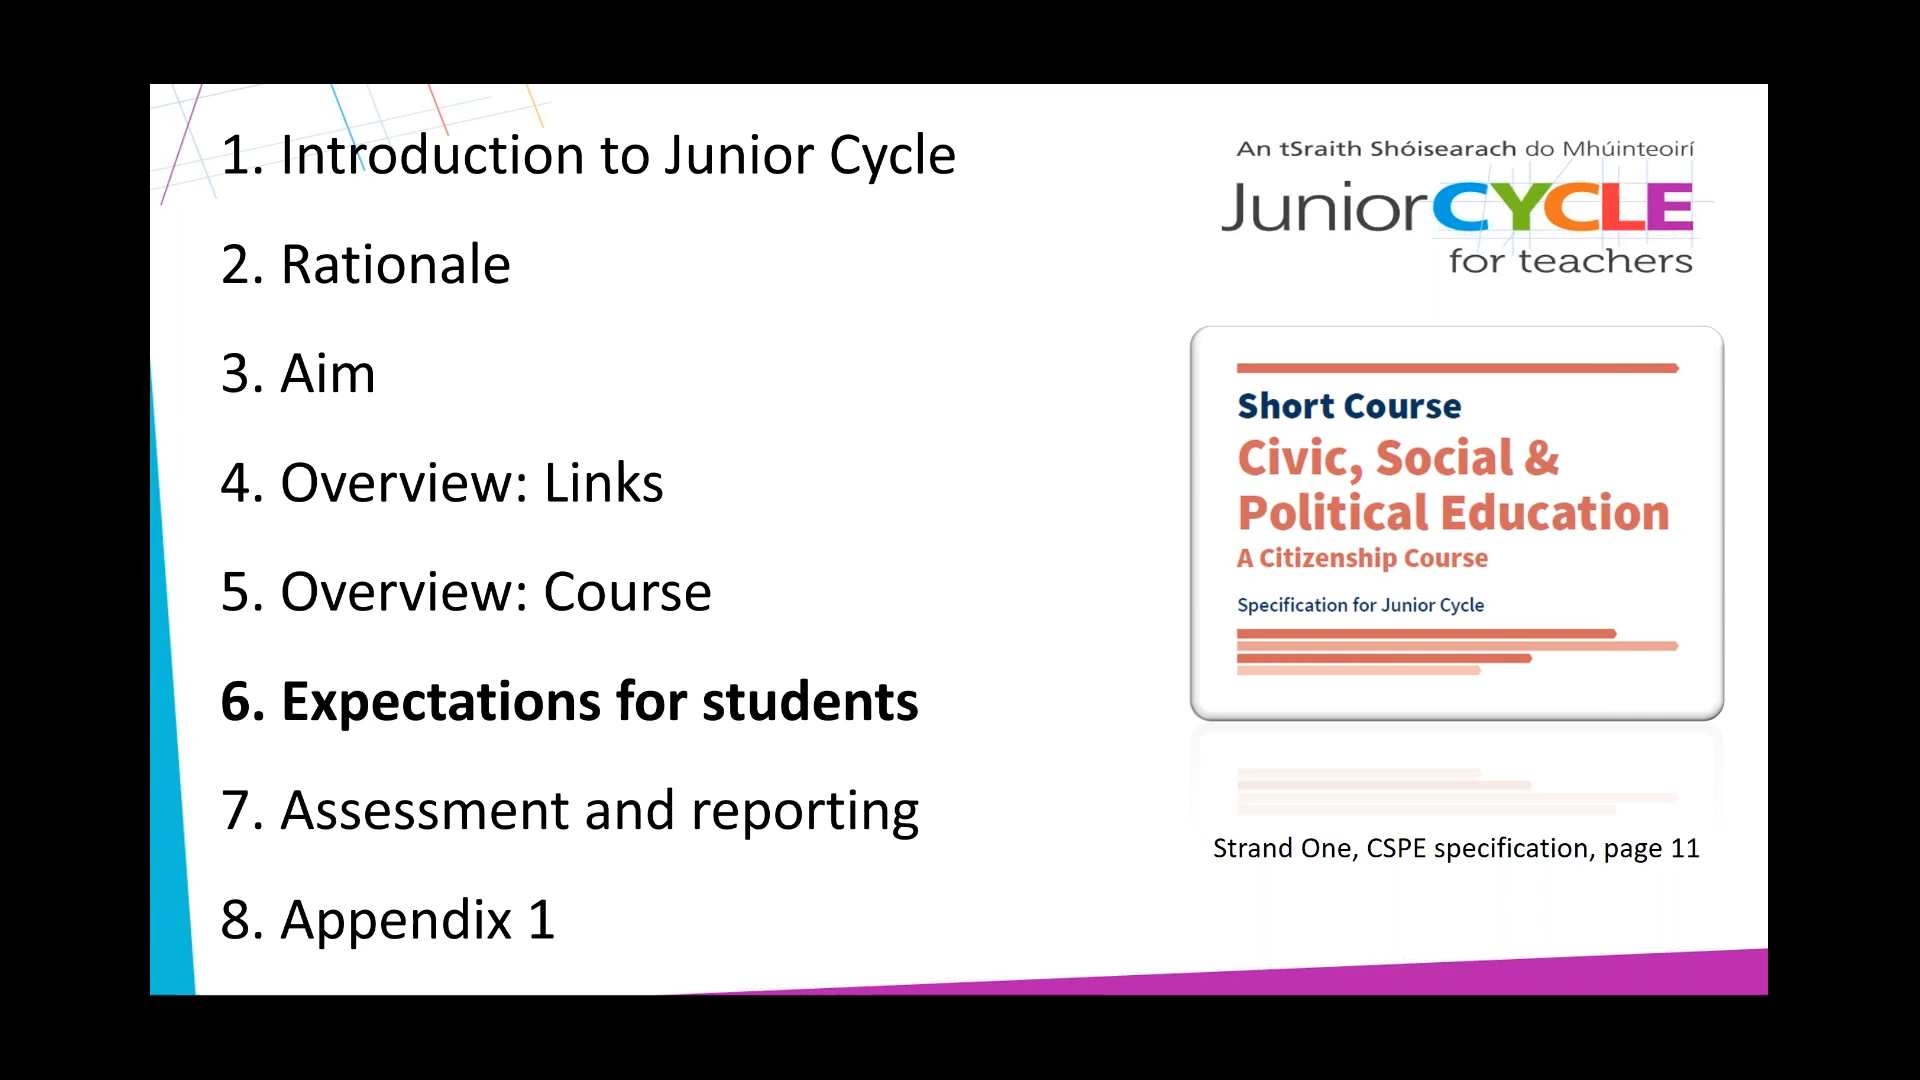 1. Introduction to Junior Cycle
2. Rationale
3. Aim
4. Overview: Links
5. Overview: Course
6. Expectations for students
7. Assessment and reporting
8. Appendix 1
An tSraith Shóisearach do Mhúinteoirí
JuniorCYCLE
for teachers
Short Course
Civic, Social &
Political Education
A Citizenship Course
Specification for Junior Cycle
Strand One, CSPE specification, page 11